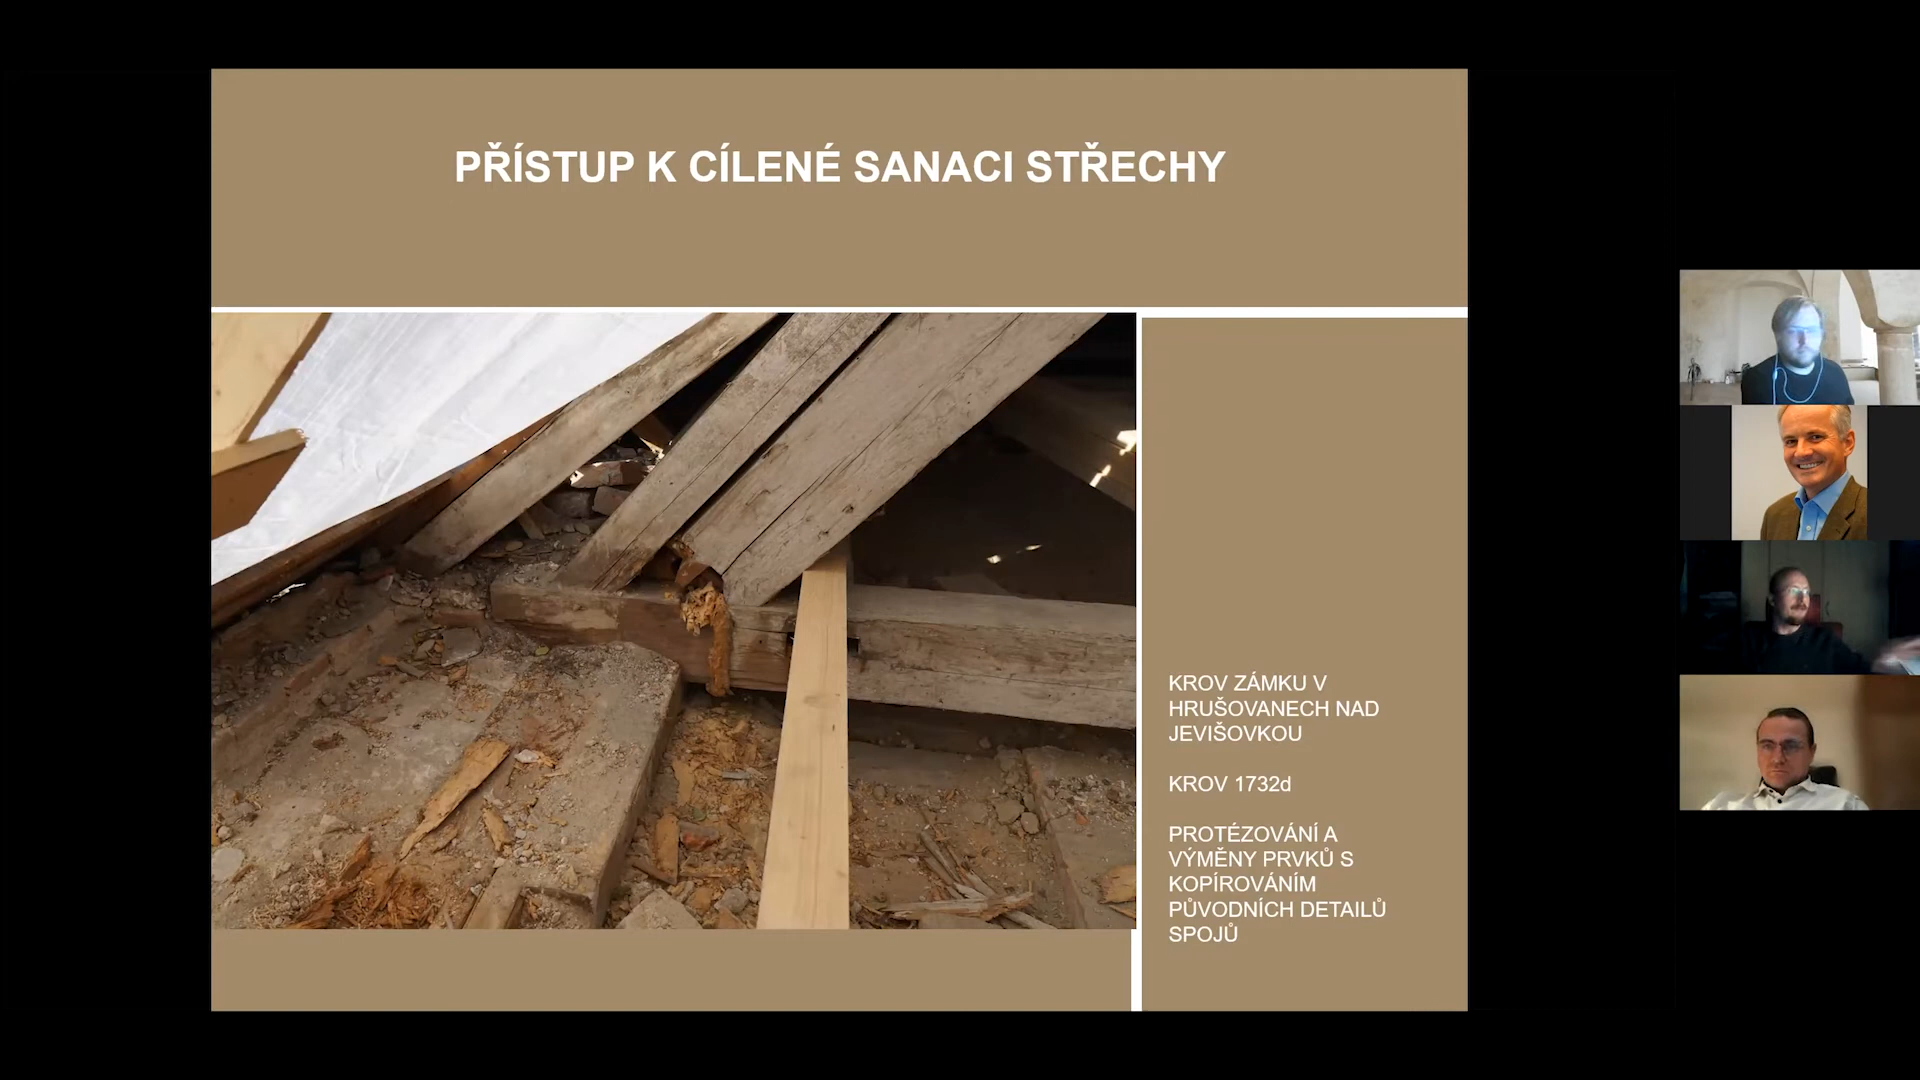 PŘÍSTUP K CÍLENÉ SANACI STŘECHY
KROV ZÁMKU V
HRUŠOVANECH NAD
JEVIŠOVKOU
KROV 1732d
PROTÉZOVÁNÍ A
VÝMĚNY PRVKŮ S
KOPÍROVÁNÍM
PŮVODNÍCH DETAILŮ
SPOJŮ